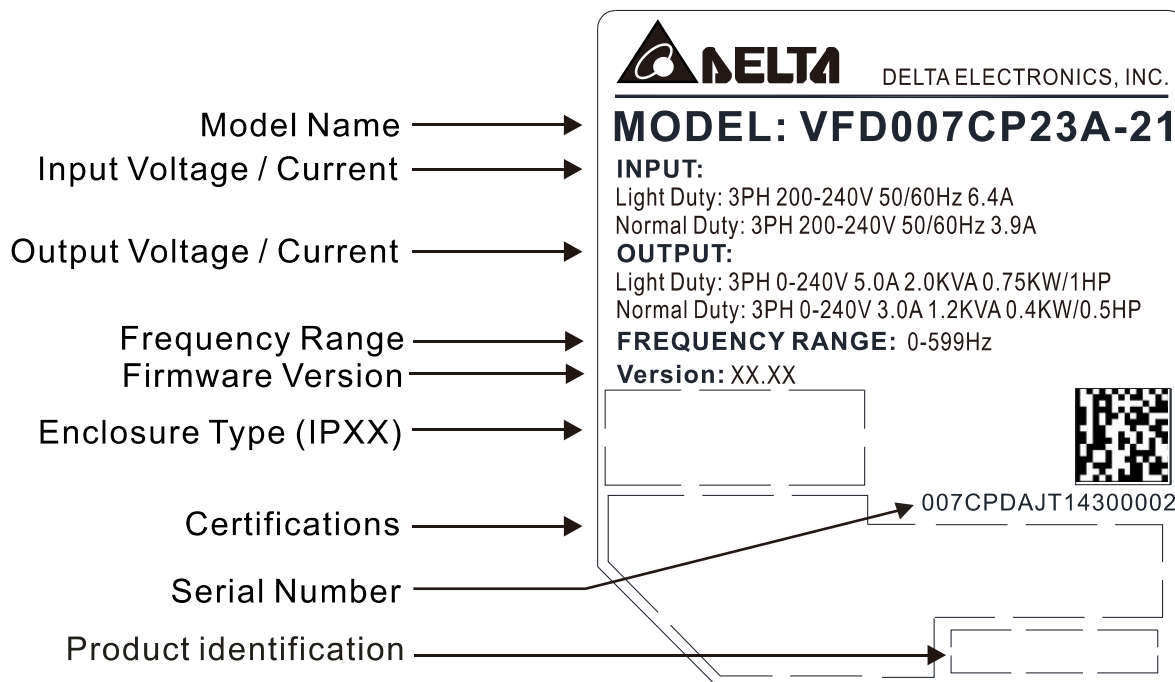 DELTA DELTA ELECTRONICS, INC.
Model Name
MODEL: VFD007CP23A-21
Input Voltage / Current
INPUT:
Light Duty: 3PH 200-240V 50/60Hz 6.4A
Normal Duty: 3PH 200-240V 50/60Hz 3.9A
Output Voltage / Current
OUTPUT:
Light Duty: 3PH 0-240V 5.0A 2.0KVA 0.75KW/1HP
Normal Duty: 3PH 0-240V 3.0A 1.2KVA 0.4KW/0.5HP
Frequency Range
FREQUENCY RANGE: 0-599Hz
Firmware Version
Version: XX.XX
Enclosure Type (IPXX)
Certifications
007CPDAJT14300002
Serial Number
Product identification